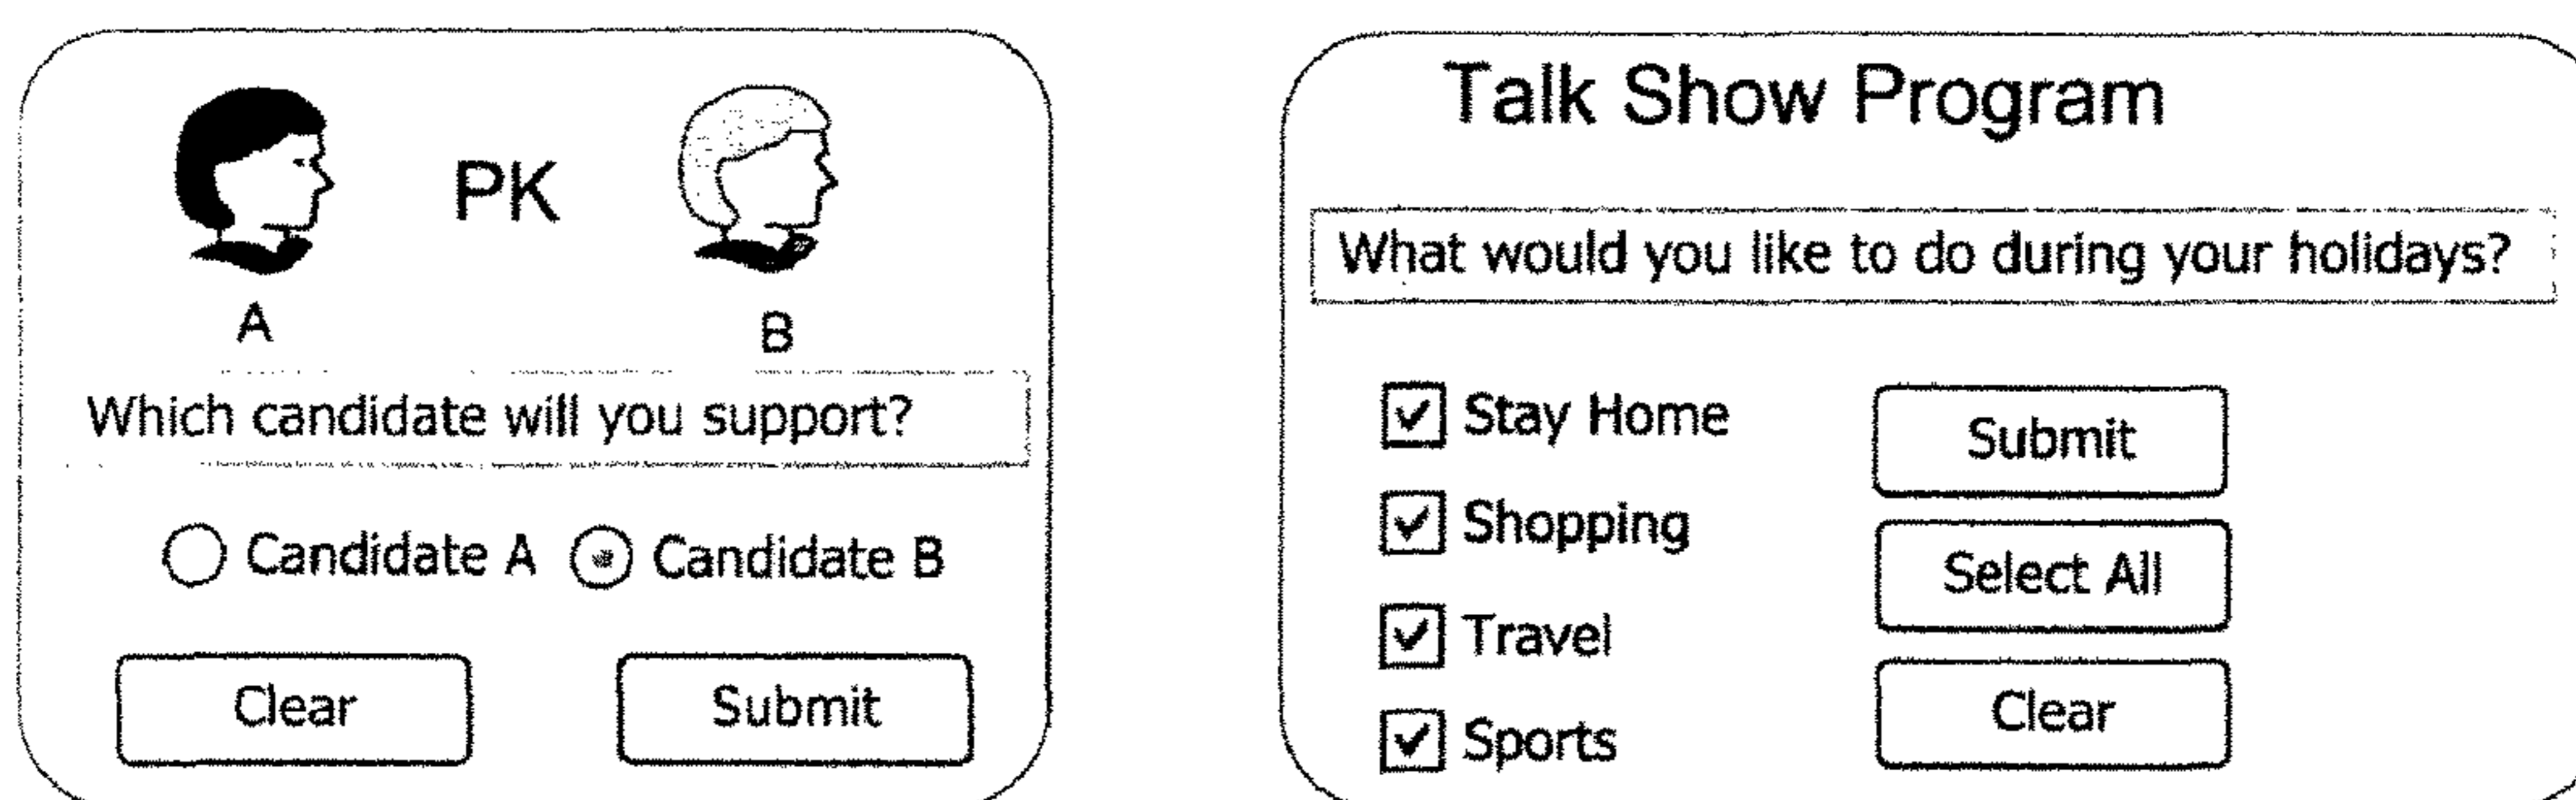 PK
A
B
Which candidate will you support?
Candidate A
Candidate B
Clear
Submit
Talk Show Program
What would you like to do during your holidays?
Stay Home
Shopping
Travel
Sports
Submit
Select All
Clear